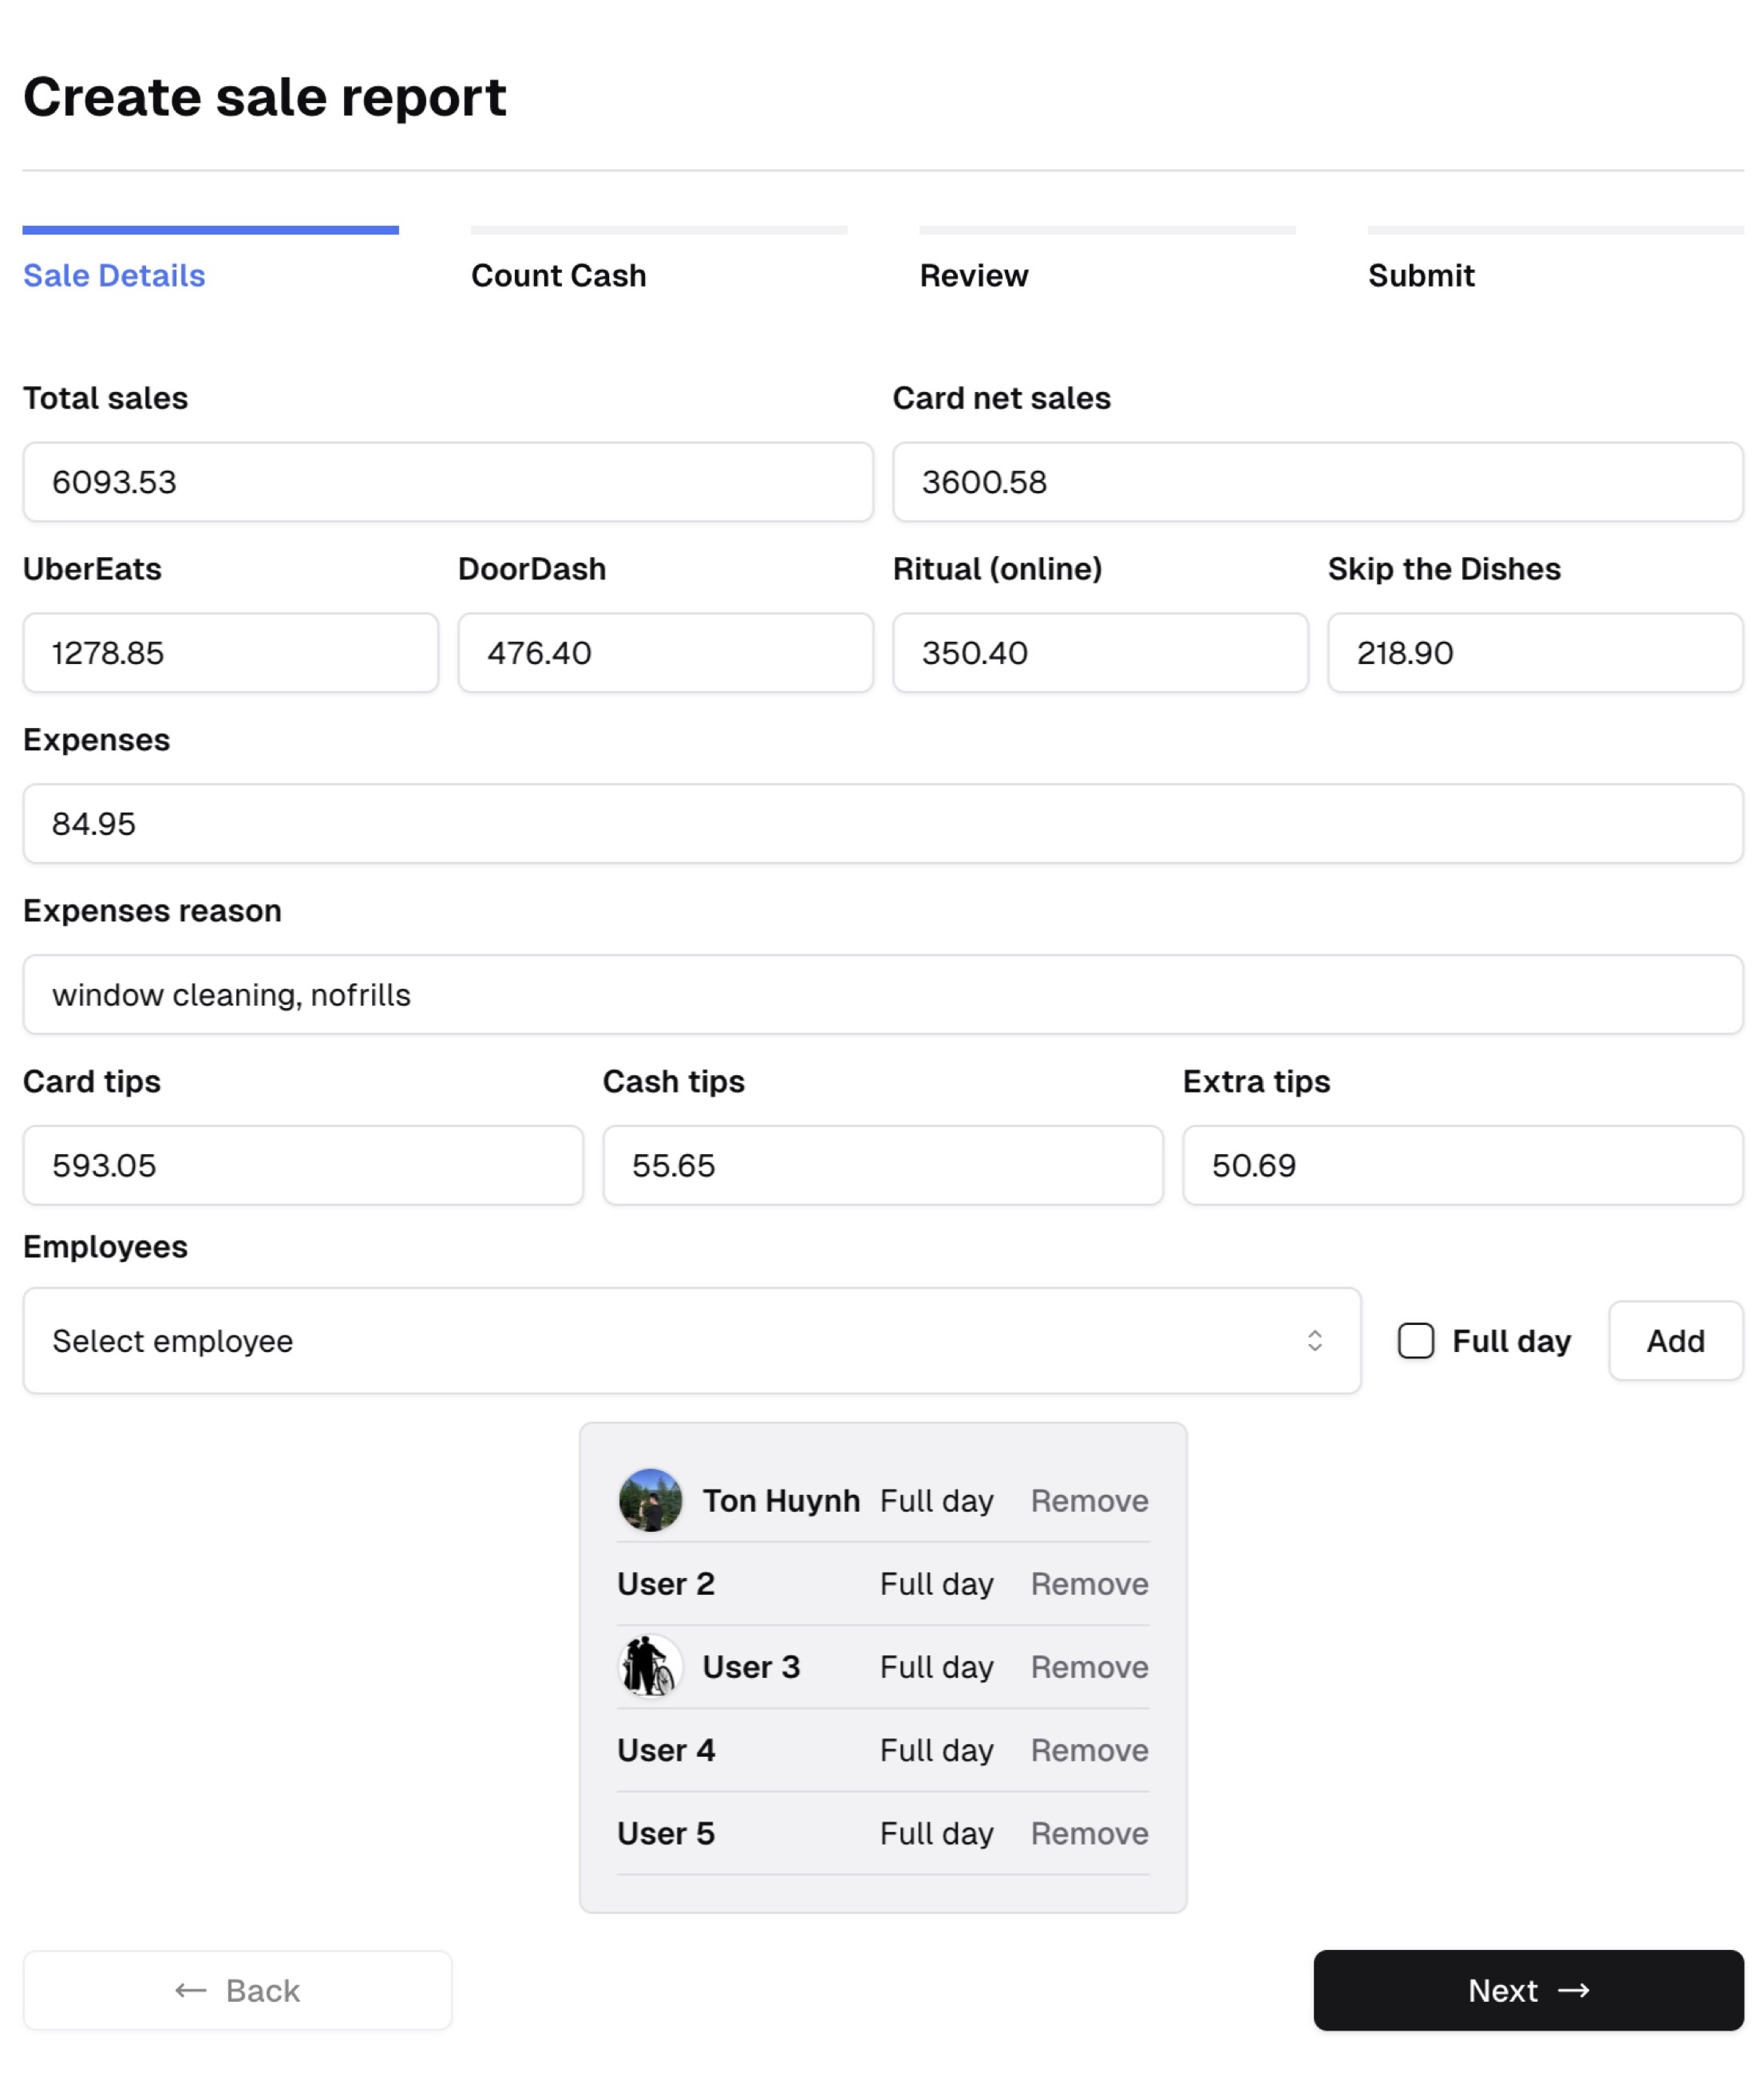 Create sale report
Sale Details Count Cash Review Submit
Total sales Card net sales
6093.53 3600.58
UberEats DoorDash Ritual (online) Skip the Dishes
1278.85 476.40 350.40 218.90
Expenses
84.95
Expenses reason
window cleaning, nofrills
Card tips Cash tips Extra tips
593.05 55.65 50.69
Employees
Select employee Full day Add
Ton Huynh Full day Remove
User 2 Full day Remove
User 3 Full day Remove
User 4 Full day Remove
User 5 Full day Remove
← Back Next →